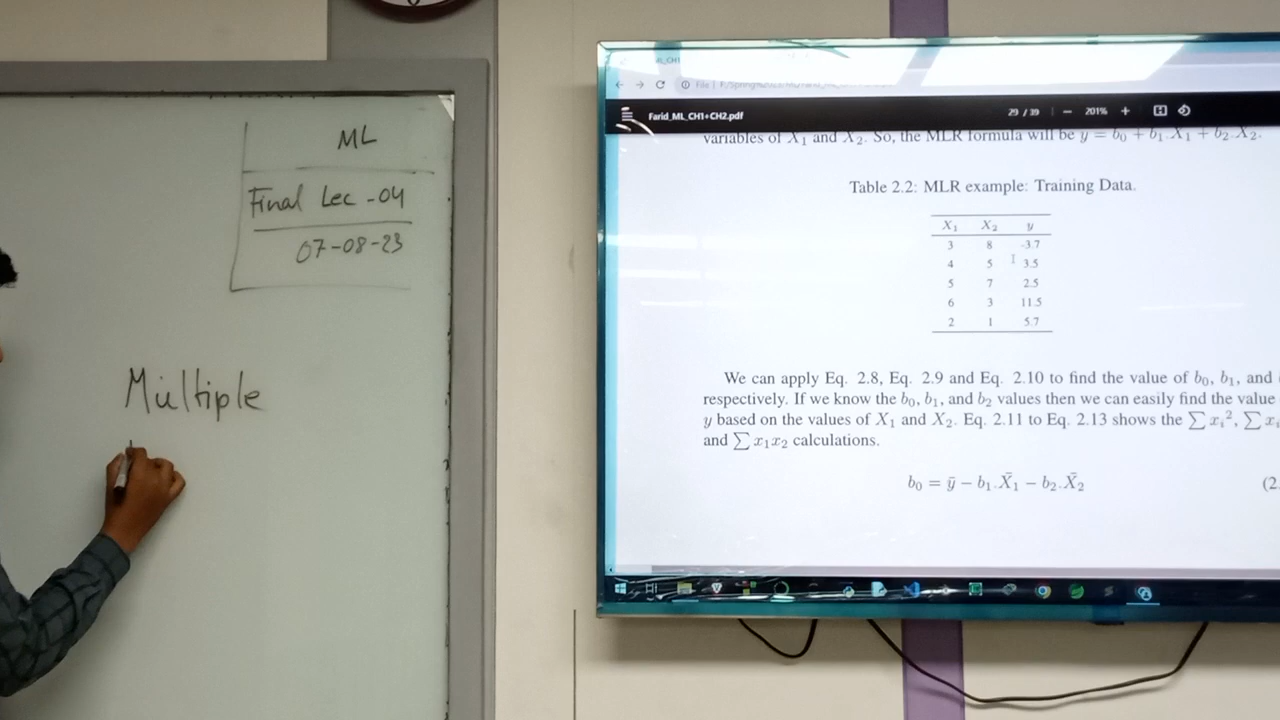 ML
Final Lec -04
07-08-23
Multiple
Farid_ML_CH1+CH2.pdf
29 / 39
201%
variables of X₁ and X₂. So, the MLR formula will be y = b₀ + b₁.X₁ + b₂.X₂.
Table 2.2: MLR example: Training Data.
X₁ X₂ y
3 8 -3.7
4 5 3.5
5 7 2.5
6 3 11.5
2 1 5.7
We can apply Eq. 2.8, Eq. 2.9 and Eq. 2.10 to find the value of b₀, b₁, and
respectively. If we know the b₀, b₁, and b₂ values then we can easily find the value
y based on the values of X₁ and X₂. Eq. 2.11 to Eq. 2.13 shows the ∑ xᵢ², ∑
and ∑ x₁x₂ calculations.
b₀ = ȳ − b₁.X̄₁ − b₂.X̄₂ (2.